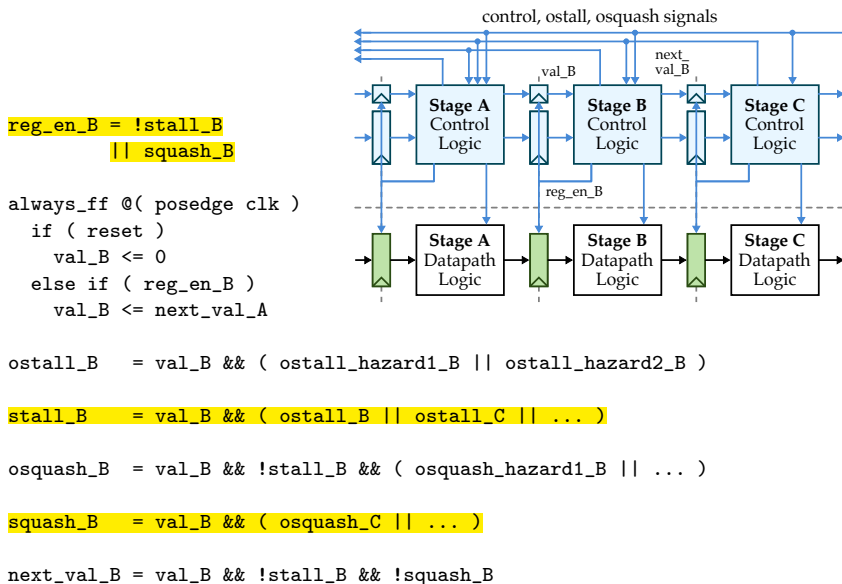 control, ostall, osquash signals
val_B
next_
val_B
Stage A
Control
Logic
Stage B
Control
Logic
Stage C
Control
Logic
reg_en_B
Stage A
Datapath
Logic
Stage B
Datapath
Logic
Stage C
Datapath
Logic
reg_en_B = !stall_B
|| squash_B
always_ff @( posedge clk )
if ( reset )
val_B <= 0
else if ( reg_en_B )
val_B <= next_val_A
ostall_B = val_B && ( ostall_hazard1_B || ostall_hazard2_B )
stall_B = val_B && ( ostall_B || ostall_C || ... )
osquash_B = val_B && !stall_B && ( osquash_hazard1_B || ... )
squash_B = val_B && ( osquash_C || ... )
next_val_B = val_B && !stall_B && !squash_B